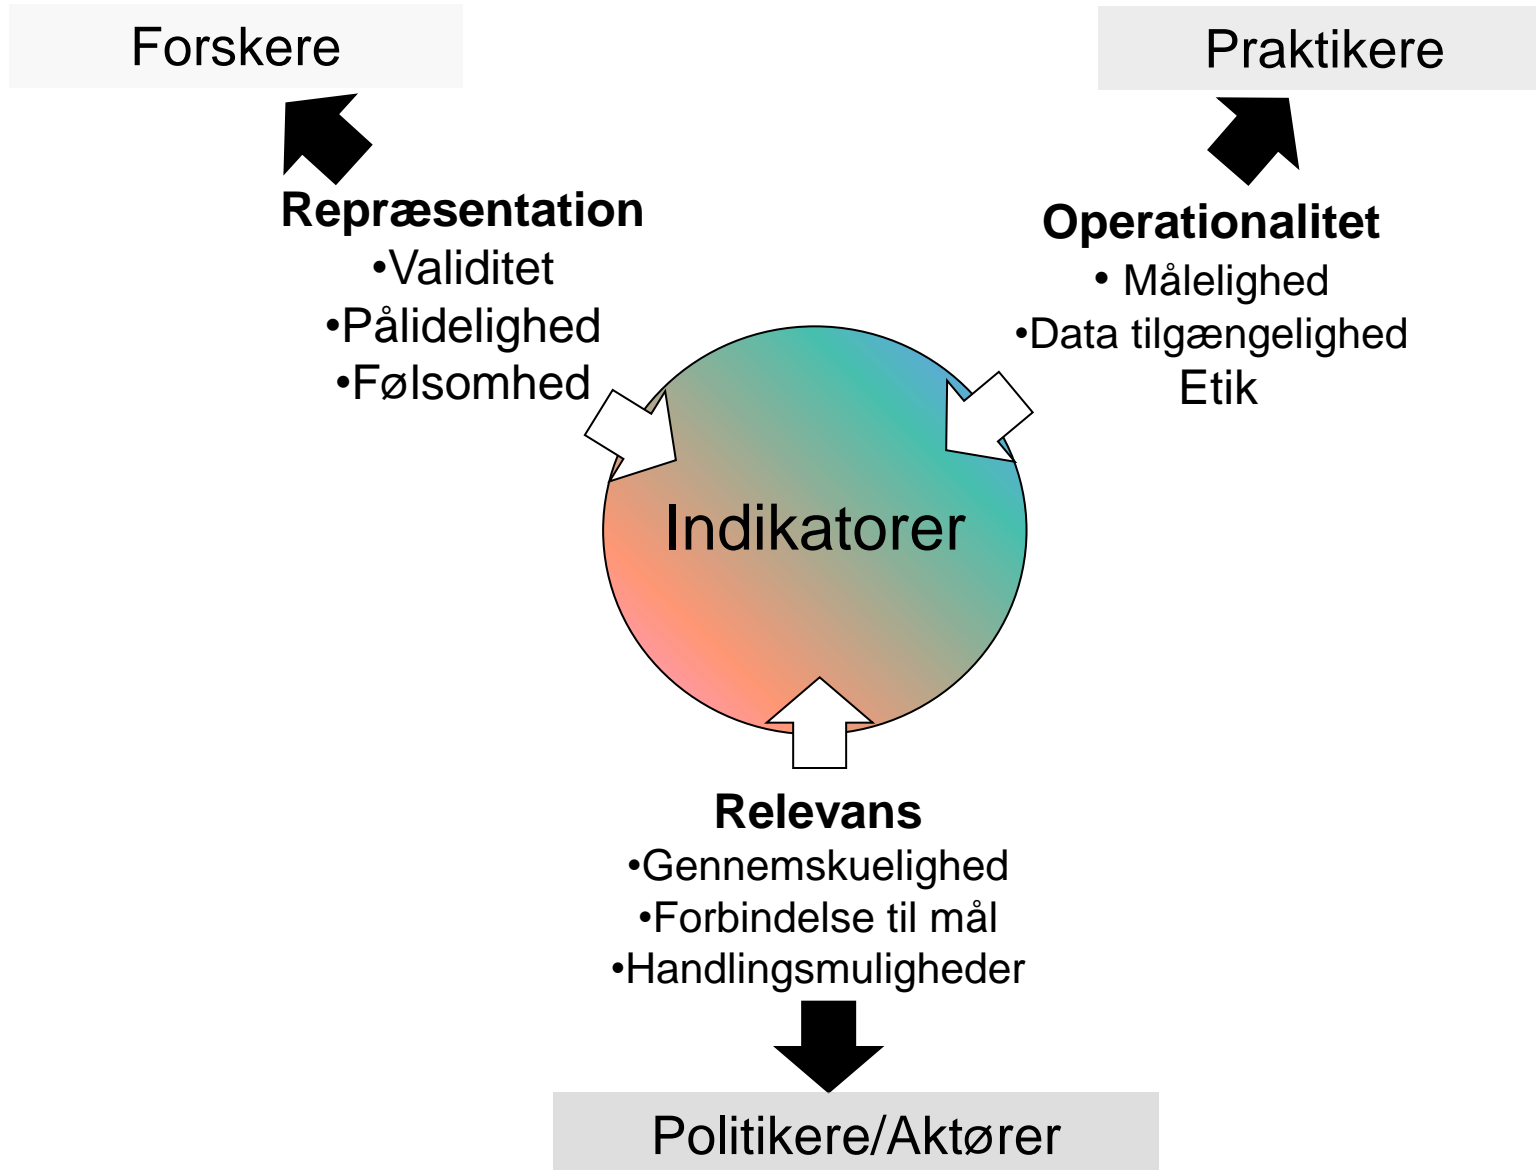 Forskere
Praktikere
Repræsentation
•Validitet
•Pålidelighed
•Følsomhed
Operationalitet
• Målelighed
•Data tilgængelighed
Etik
Indikatorer
Relevans
•Gennemskuelighed
•Forbindelse til mål
•Handlingsmuligheder
Politikere/Aktører